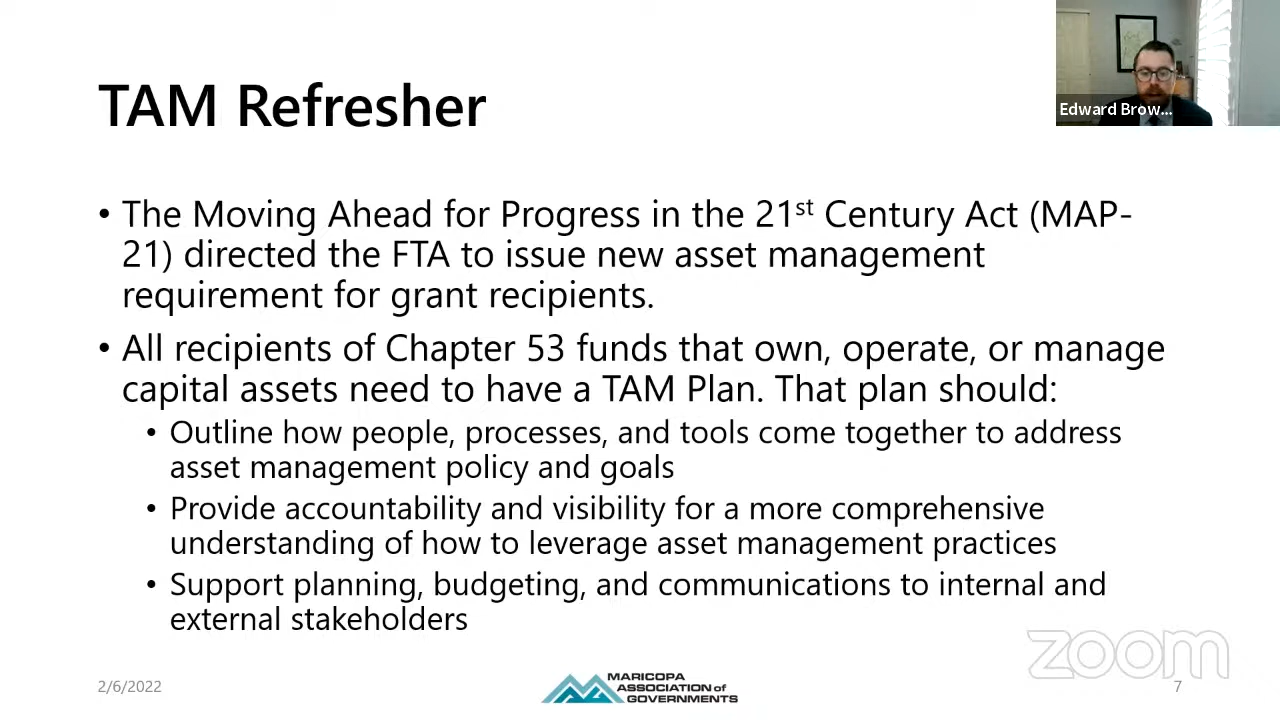 TAM Refresher
Edward Brow...
• The Moving Ahead for Progress in the 21st Century Act (MAP-
21) directed the FTA to issue new asset management
requirement for grant recipients.
• All recipients of Chapter 53 funds that own, operate, or manage
capital assets need to have a TAM Plan. That plan should:
• Outline how people, processes, and tools come together to address
asset management policy and goals
• Provide accountability and visibility for a more comprehensive
understanding of how to leverage asset management practices
• Support planning, budgeting, and communications to internal and
external stakeholders
zoom
2/6/2022
MARICOPA
ASSOCIATION of
GOVERNMENTS
7